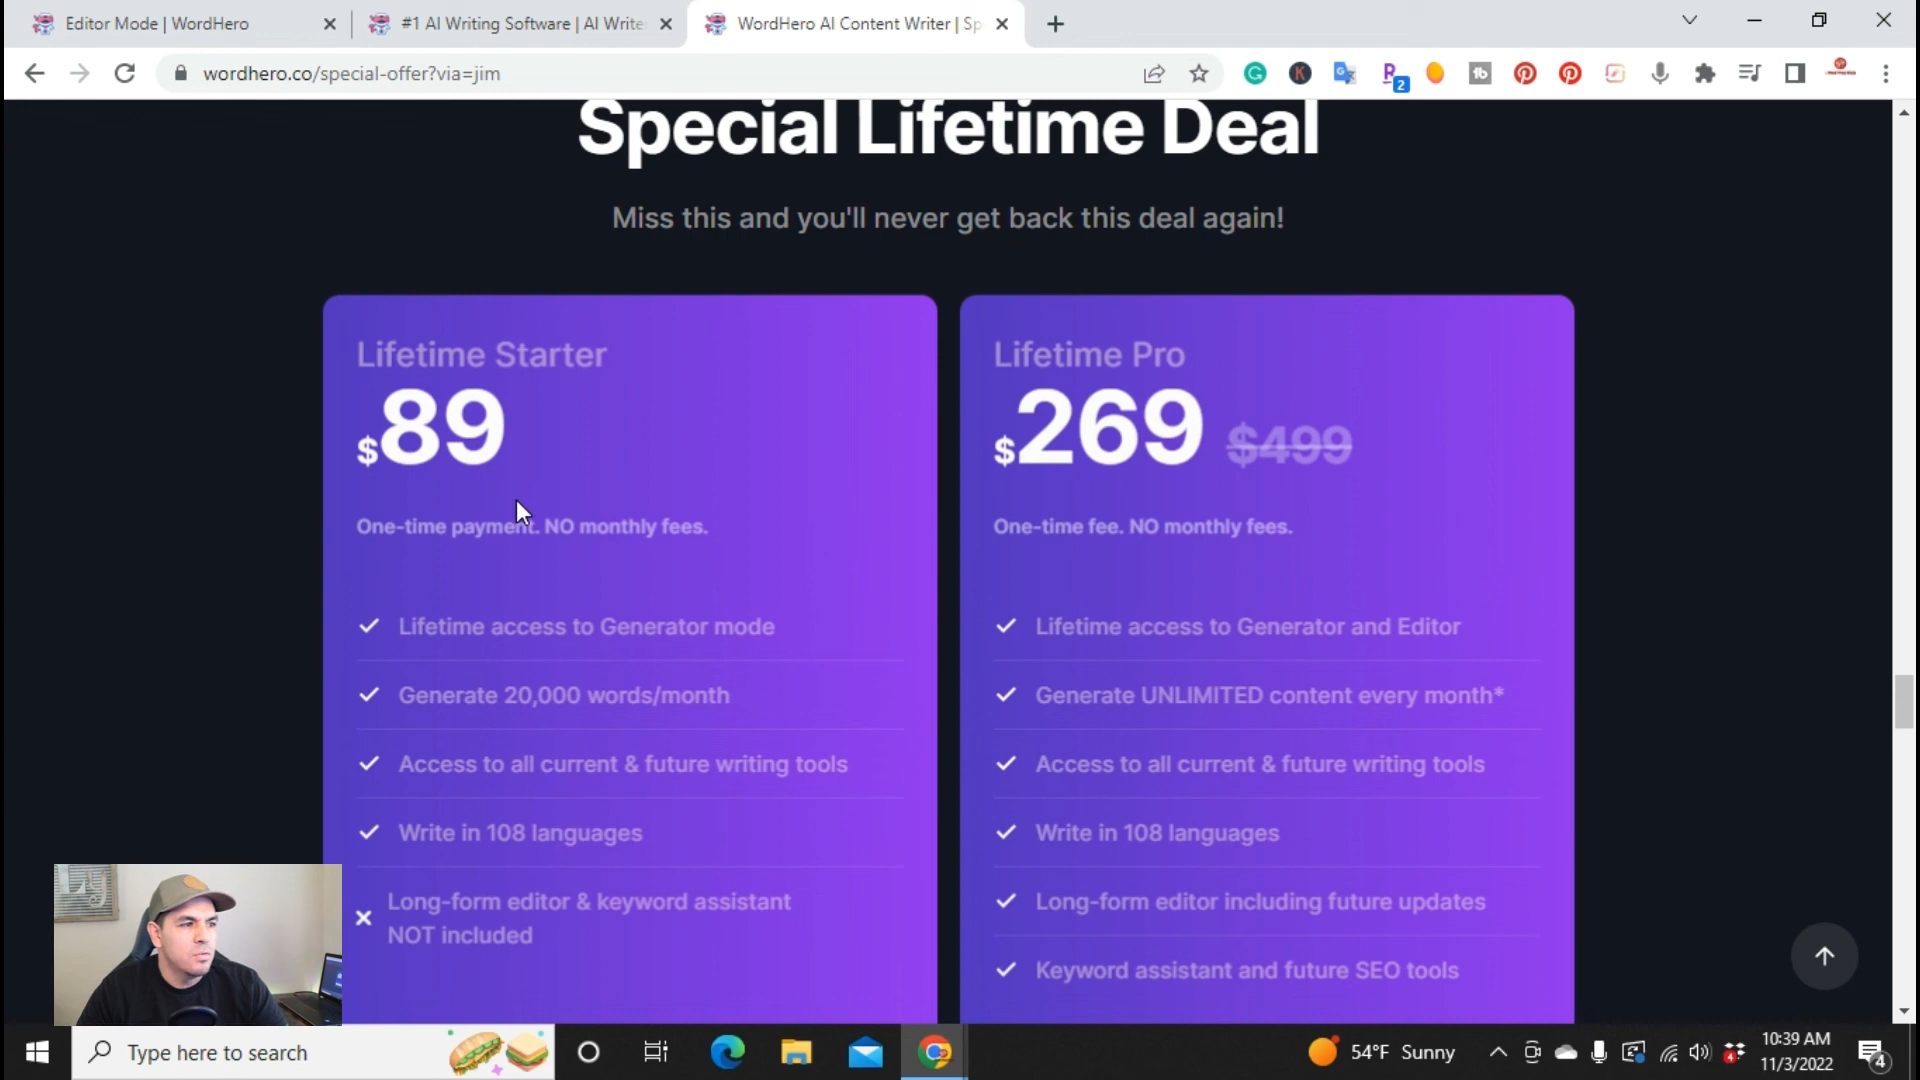 Editor Mode | WordHero
#1 AI Writing Software | AI Write
WordHero AI Content Writer | Sp
wordhero.co/special-offer?via=jim
2
Special Lifetime Deal
Miss this and you'll never get back this deal again!
Lifetime Starter
$89
One-time payment. NO monthly fees.
Lifetime access to Generator mode
Generate 20,000 words/month
Access to all current & future writing tools
Write in 108 languages
Long-form editor & keyword assistant
NOT included
Lifetime Pro
$269 $499
One-time fee. NO monthly fees.
Lifetime access to Generator and Editor
Generate UNLIMITED content every month*
Access to all current & future writing tools
Write in 108 languages
Long-form editor including future updates
Keyword assistant and future SEO tools
Type here to search
54°F Sunny
4
10:39 AM
11/3/2022
4